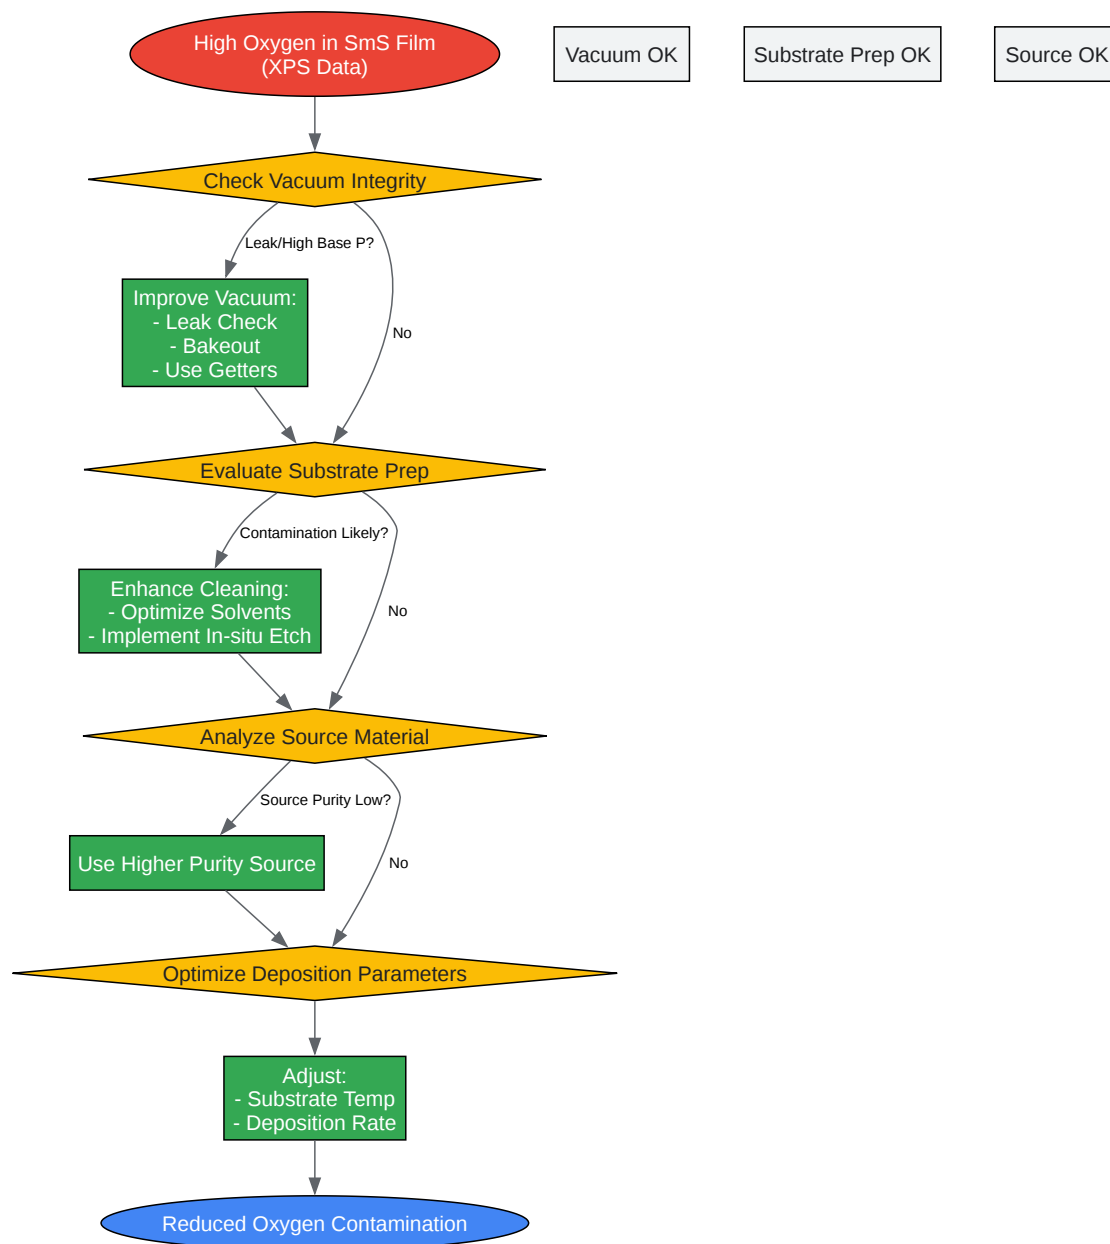 High Oxygen in SmS Film
(XPS Data)
Vacuum OK
Substrate Prep OK
Source OK
Check Vacuum Integrity
Leak/High Base P?
Improve Vacuum:
- Leak Check
- Bakeout
- Use Getters
No
Evaluate Substrate Prep
Contamination Likely?
Enhance Cleaning:
- Optimize Solvents
- Implement In-situ Etch
No
Analyze Source Material
Source Purity Low?
Use Higher Purity Source
No
Optimize Deposition Parameters
Adjust:
- Substrate Temp
- Deposition Rate
Reduced Oxygen Contamination